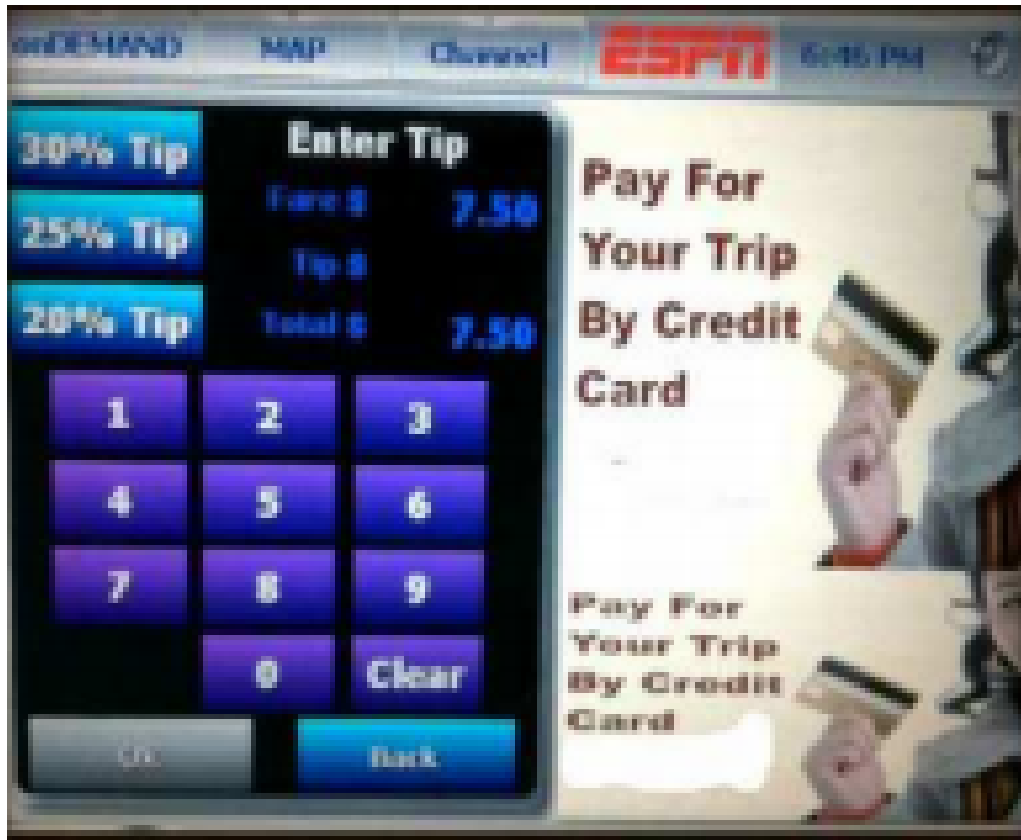 onDEMAND MAP Channel ESPN 6:46 PM
30% Tip
25% Tip
20% Tip
Enter Tip
Fare $ 7.50
Tip $
Total $ 7.50
1 2 3
4 5 6
7 8 9
0 Clear
Back
Pay For
Your Trip
By Credit
Card
Pay For
Your Trip
By Credit
Card